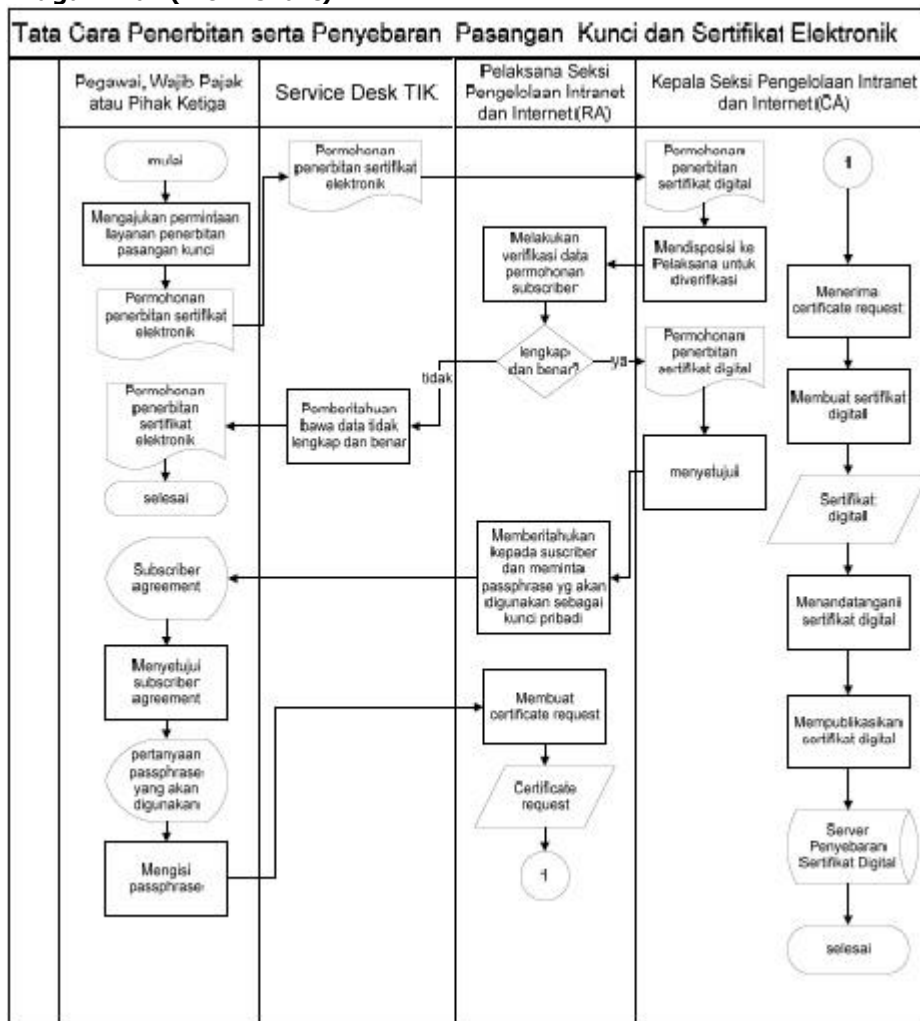 Tata Cara Penerbitan serta Penyebaran Pasangan Kunci dan Sertifikat Elektronik
Pegawai, Wajib Pajak
atau Pihak Ketiga
Service Desk TIK
Pelaksana Seksi
Pengelolaan Intranet
dan Internet(RA)
Kepala Seksi Pengelolaan Intranet
dan Internet(CA)
mulai
Mengajukan permintaan
layanan penerbitan
pasangan kunci
Permohonan
penerbitan sertifikat
elektronik
Permohonan
penerbitan sertifikat
elektronik
Permohonan
penerbitan
sertifikat digital
Mendisposisi ke
Pelaksana untuk
diverifikasi
Melakukan
verifikasi data
permohonan
subscriber
lengkap
dan benar?
ya
tidak
Permohonan
penerbitan
sertifikat digital
Pemberitahuan
bawa data tidak
lengkap dan benar
Permohonan
penerbitan
sertifikat
elektronik
selesai
menyetujui
Memberitahukan
kepada suscriber
dan meminta
passphrase yg akan
digunakan sebagai
kunci pribadi
Subscriber
agreement
Menyetujui
subscriber
agreement
pertanyaan
passphrase
yang akan
digunakan
Mengisi
passphrase
Membuat
certificate request
Certificate
request
1
1
Menerima
certificate request
Membuat sertifikat
digital
Sertifikat
digital
Menandatangani
sertifikat digital
Mempublikasikan
sertifikat digital
Server
Penyebaran
Sertifikat Digital
selesai